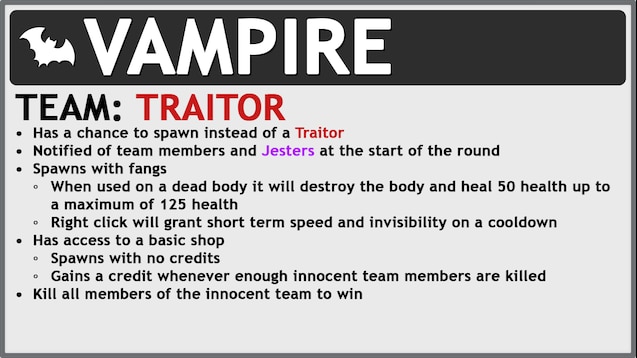 VAMPIRE
TEAM: TRAITOR
• Has a chance to spawn instead of a Traitor
• Notified of team members and Jesters at the start of the round
• Spawns with fangs
◦ When used on a dead body it will destroy the body and heal 50 health up to
a maximum of 125 health
◦ Right click will grant short term speed and invisibility on a cooldown
• Has access to a basic shop
◦ Spawns with no credits
◦ Gains a credit whenever enough innocent team members are killed
• Kill all members of the innocent team to win